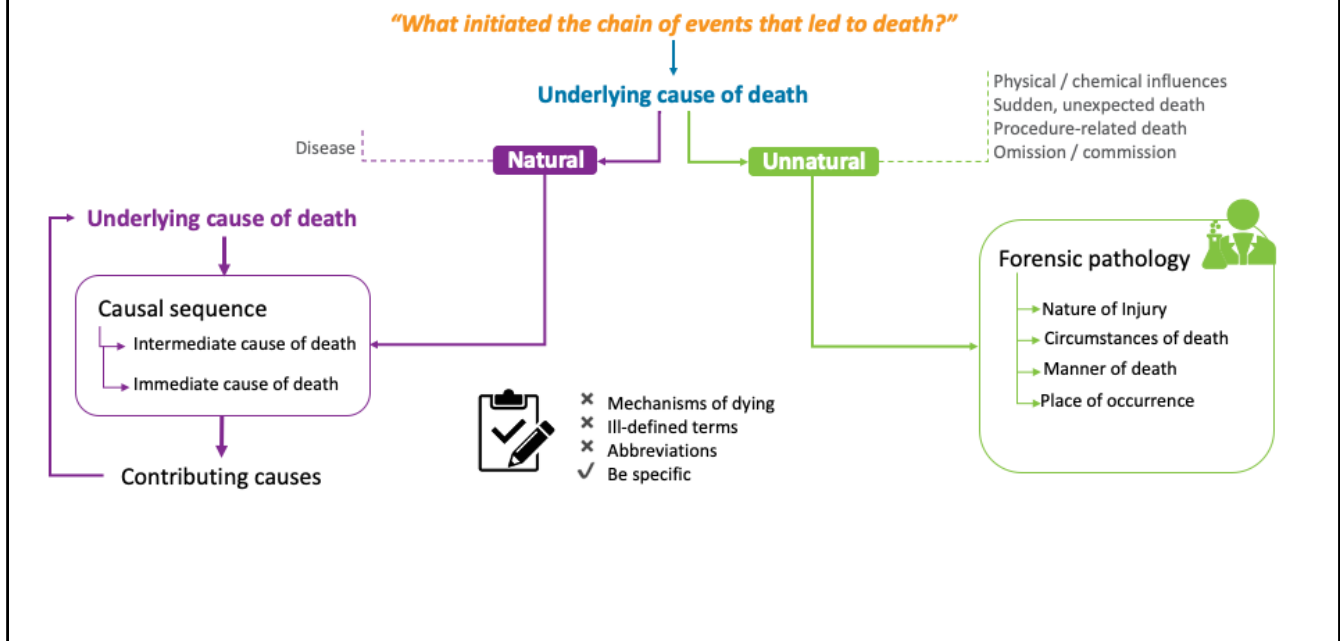 “What initiated the chain of events that led to death?”
Underlying cause of death
Physical / chemical influences
Sudden, unexpected death
Procedure-related death
Omission / commission
Disease
Natural
Unnatural
Underlying cause of death
Causal sequence
Intermediate cause of death
Immediate cause of death
Contributing causes
Mechanisms of dying
Ill-defined terms
Abbreviations
Be specific
Forensic pathology
Nature of Injury
Circumstances of death
Manner of death
Place of occurrence